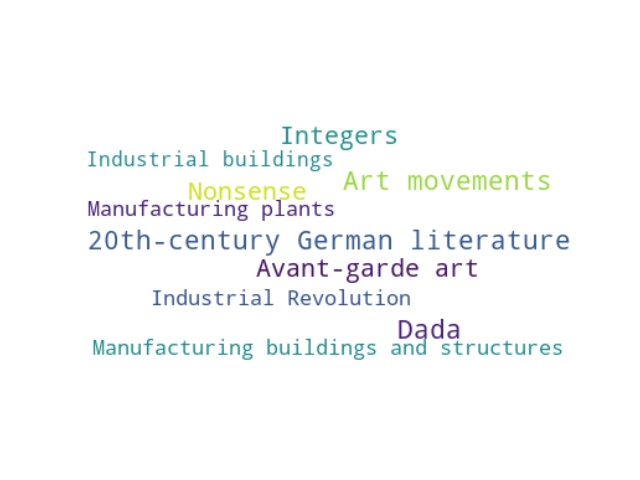 Integers
Industrial buildings
Art movements
Nonsense
Manufacturing plants
20th-century German literature
Avant-garde art
Industrial Revolution
Dada
Manufacturing buildings and structures